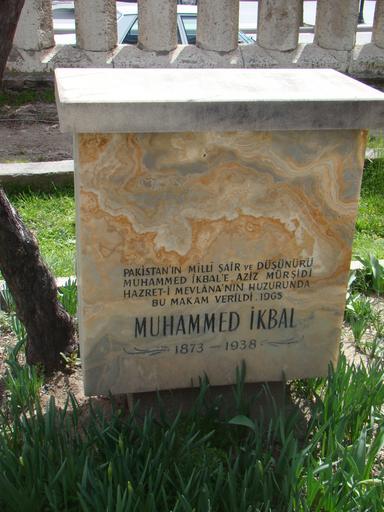 PAKİSTAN'IN MİLLİ ŞAİR ve DÜŞÜNÜRÜ
MUHAMMED İKBAL'E, AZİZ MÜRŞİDİ
HAZRET-İ MEVLÂNA'NIN HUZURUNDA
BU MAKAM VERİLDİ. 1965
MUHAMMED İKBAL
1873 — 1938